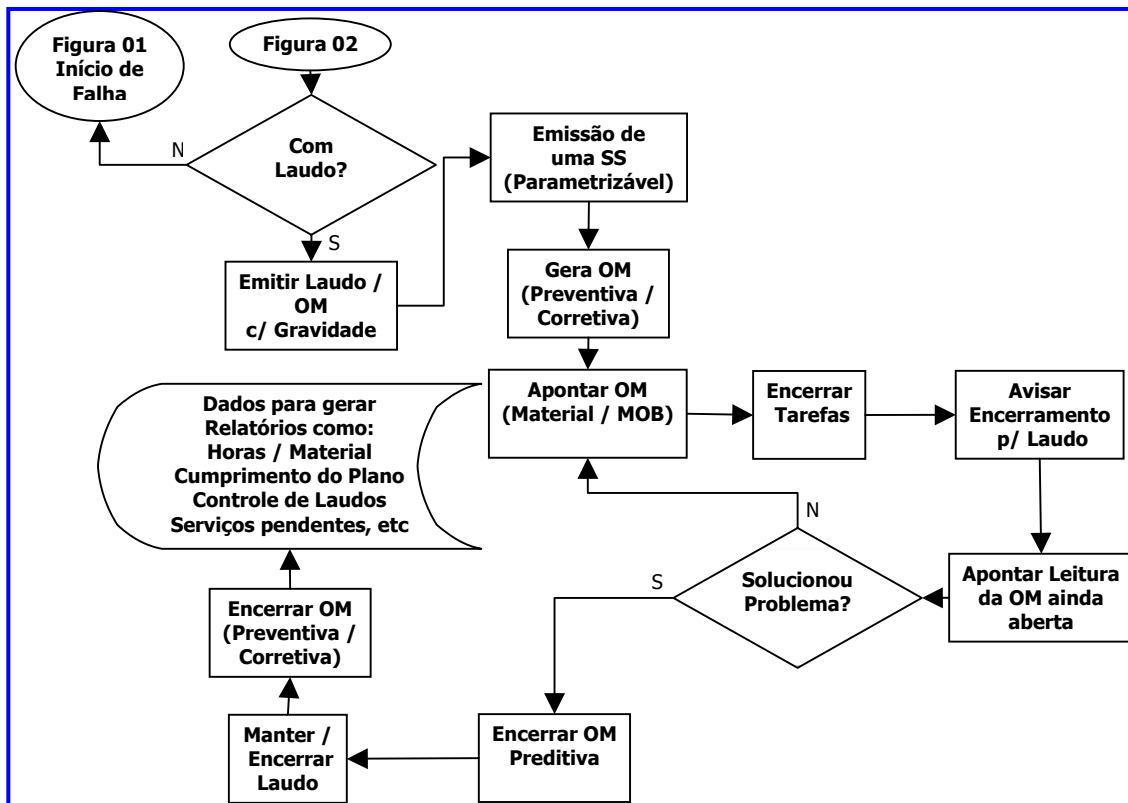 Figura 01
Início de
Falha
Figura 02
Com
Laudo?
N
S
Emitir Laudo /
OM
c/ Gravidade
Emissão de
uma SS
(Parametrizável)
Gera OM
(Preventiva /
Corretiva)
Apontar OM
(Material / MOB)
Encerrar
Tarefas
Avisar
Encerramento
p/ Laudo
Apontar Leitura
da OM ainda
aberta
Solucionou
Problema?
N
S
Encerrar OM
Preditiva
Manter /
Encerrar
Laudo
Encerrar OM
(Preventiva /
Corretiva)
Dados para gerar
Relatórios como:
Horas / Material
Cumprimento do Plano
Controle de Laudos
Serviços pendentes, etc